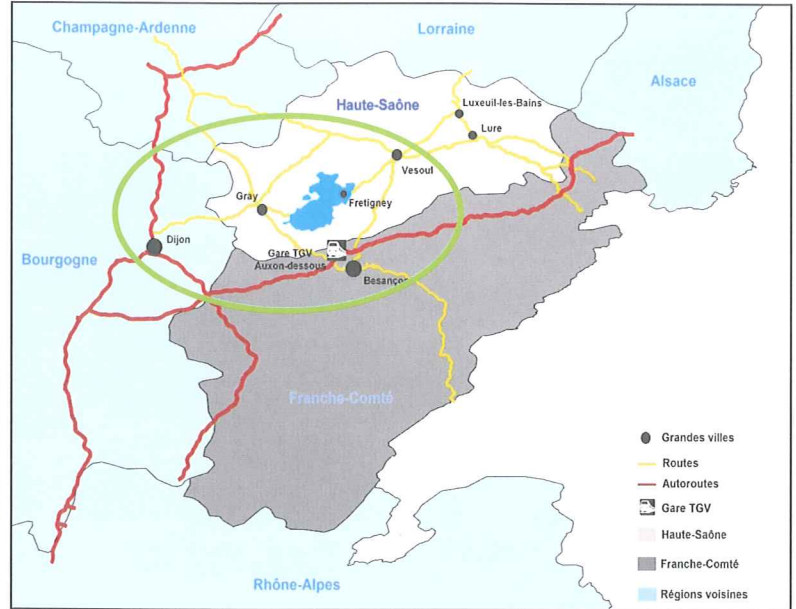 Champagne-Ardenne
Lorraine
Alsace
Haute-Saône
Luxeuil-les-Bains
Lure
Vesoul
Gray
Fretigney
Dijon
Gare TGV
Auxon-dessous
Bourgogne
Besançon
Franche-Comté
Rhône-Alpes
Grandes villes
Routes
Autoroutes
Gare TGV
Haute-Saône
Franche-Comté
Régions voisines